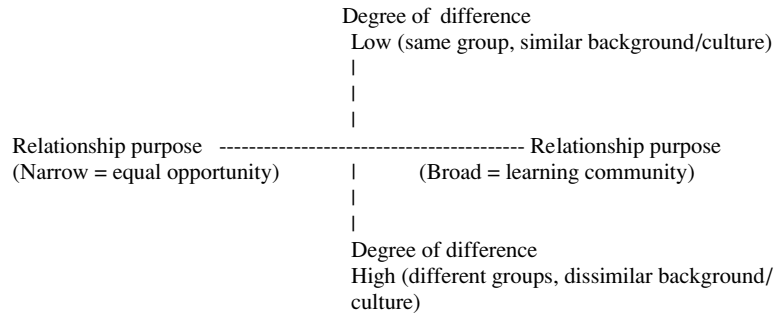 Degree of difference
Low (same group, similar background/culture)
|
|
|
Relationship purpose ----------------------------------------- Relationship purpose
(Narrow = equal opportunity) | (Broad = learning community)
|
|
Degree of difference
High (different groups, dissimilar background/
culture)